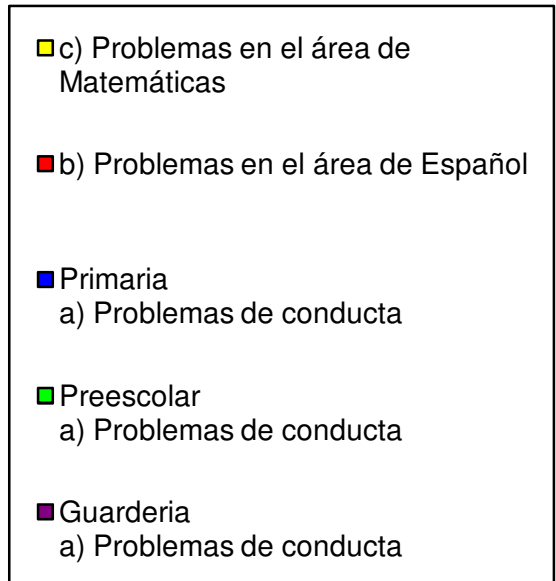 c) Problemas en el área de
Matemáticas
b) Problemas en el área de Español
Primaria
a) Problemas de conducta
Preescolar
a) Problemas de conducta
Guarderia
a) Problemas de conducta